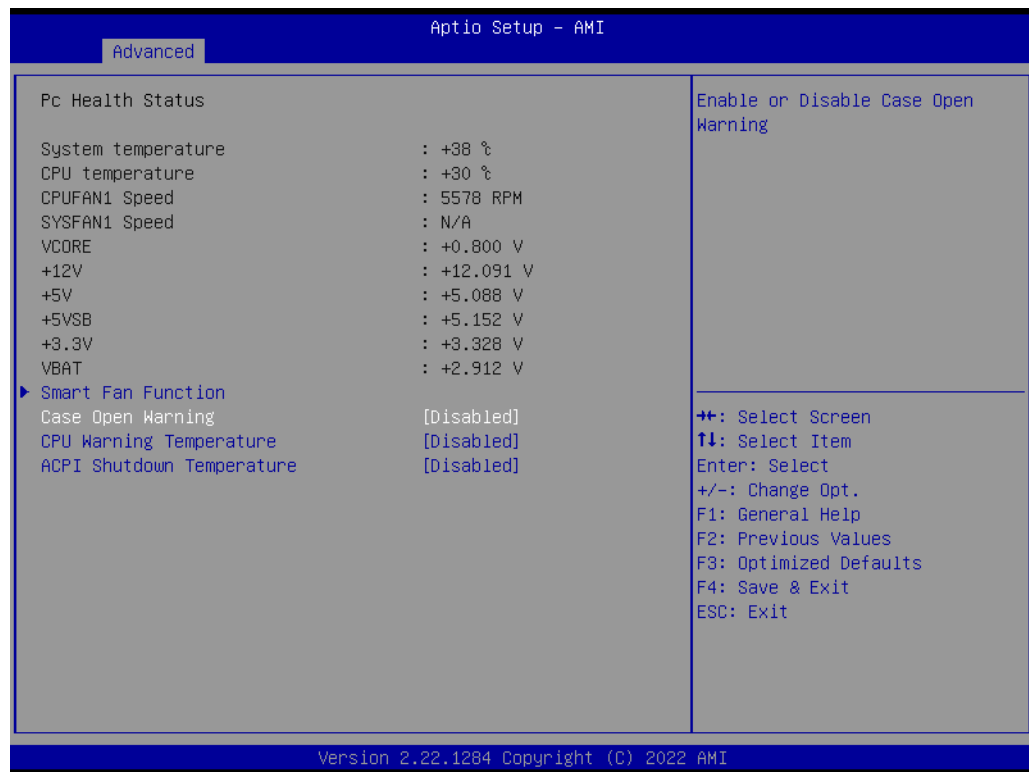 Aptio Setup – AMI
Advanced
Pc Health Status
System temperature : +38 ℃
CPU temperature : +30 ℃
CPUFAN1 Speed : 5578 RPM
SYSFAN1 Speed : N/A
VCORE : +0.800 V
+12V : +12.091 V
+5V : +5.088 V
+5VSB : +5.152 V
+3.3V : +3.328 V
VBAT : +2.912 V
Smart Fan Function
Case Open Warning [Disabled]
CPU Warning Temperature [Disabled]
ACPI Shutdown Temperature [Disabled]
Enable or Disable Case Open
Warning
→←: Select Screen
↑↓: Select Item
Enter: Select
+/-: Change Opt.
F1: General Help
F2: Previous Values
F3: Optimized Defaults
F4: Save & Exit
ESC: Exit
Version 2.22.1284 Copyright (C) 2022 AMI